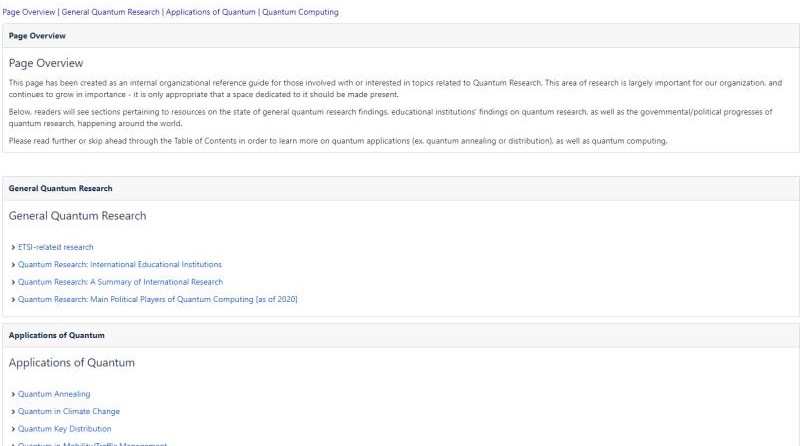 Page Overview | General Quantum Research | Applications of Quantum | Quantum Computing
Page Overview
Page Overview
This page has been created as an internal organizational reference guide for those involved with or interested in topics related to Quantum Research. This area of research is largely important for our organization, and
continues to grow in importance - it is only appropriate that a space dedicated to it should be made present.
Below, readers will see sections pertaining to resources on the state of general quantum research findings, educational institutions' findings on quantum research, as well as the governmental/political progresses of
quantum research, happening around the world.
Please read further or skip ahead through the Table of Contents in order to learn more on quantum applications (ex. quantum annealing or distribution), as well as quantum computing.
General Quantum Research
General Quantum Research
> ETSI-related research
> Quantum Research: International Educational Institutions
> Quantum Research: A Summary of International Research
> Quantum Research: Main Political Players of Quantum Computing [as of 2020]
Applications of Quantum
Applications of Quantum
> Quantum Annealing
> Quantum in Climate Change
> Quantum Key Distribution
> Quantum in Mobility/Traffic Management